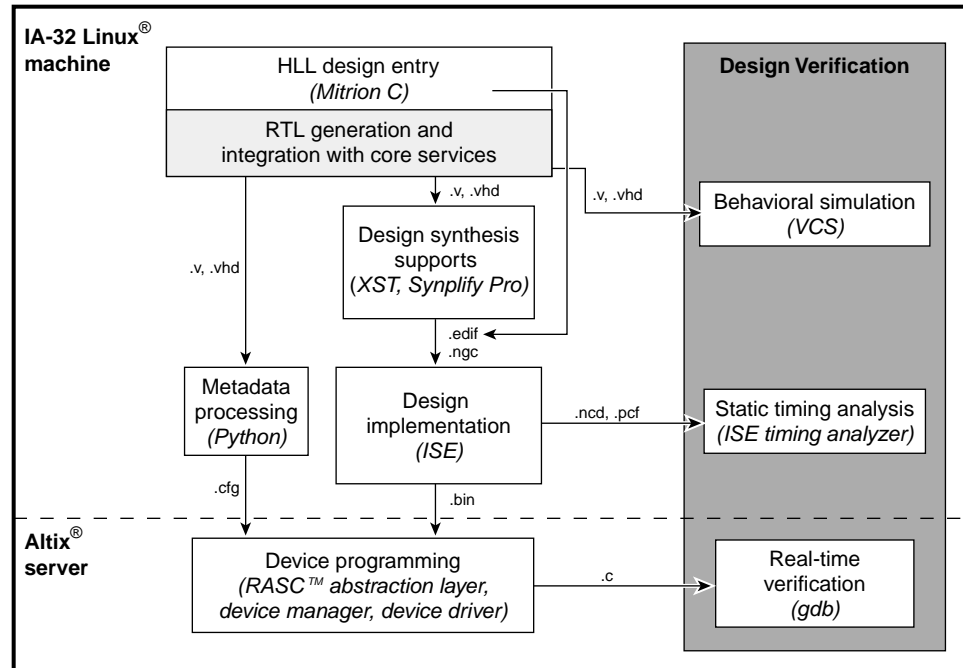 IA-32 Linux®
machine
HLL design entry
(Mitrion C)
RTL generation and
integration with core services
Design Verification
.v, .vhd
.v, .vhd
Behavioral simulation
(VCS)
Design synthesis
supports
(XST, Synplify Pro)
.v, .vhd
.edif
.ngc
Metadata
processing
(Python)
Design
implementation
(ISE)
.ncd, .pcf
Static timing analysis
(ISE timing analyzer)
.cfg
.bin
Altix®
server
Device programming
(RASC™ abstraction layer,
device manager, device driver)
.c
Real-time
verification
(gdb)